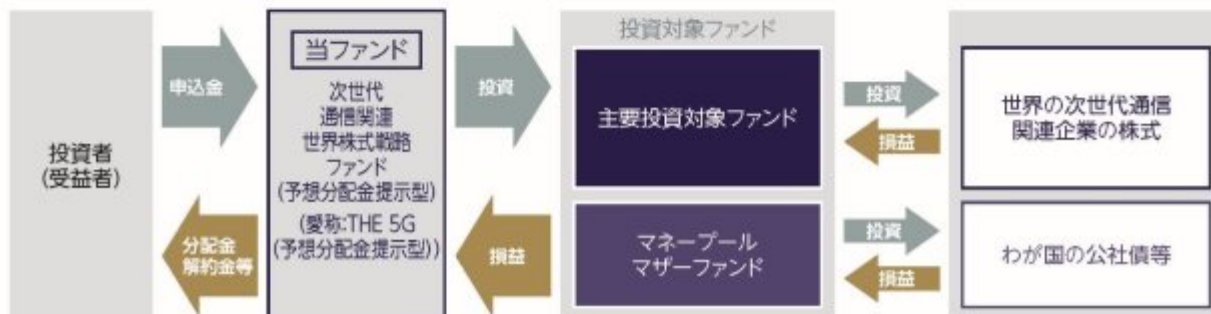 投資者
(受益者)
申込金
分配金
解約金等
当ファンド
次世代
通信関連
世界株式戦略
ファンド
(予想分配金提示型)
(愛称:THE 5G
(予想分配金提示型))
投資
損益
投資対象ファンド
主要投資対象ファンド
マネープール
マザーファンド
投資
損益
投資
損益
世界の次世代通信
関連企業の株式
わが国の公社債等